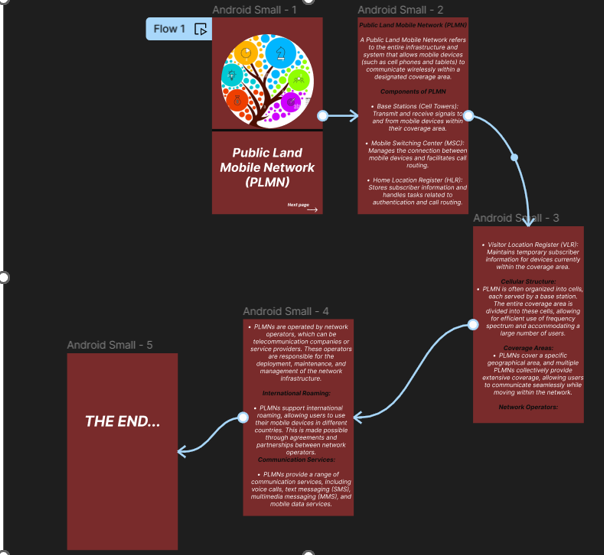 Flow 1
Android Small - 1
Public Land
Mobile Network
(PLMN)
Next page
Android Small - 2
Public Land Mobile Network (PLMN)
A Public Land Mobile Network refers
to the entire infrastructure and
system that allows mobile devices
(such as cell phones and tablets) to
communicate wirelessly within a
designated coverage area.
Components of PLMN
• Base Stations (Cell Towers):
Transmit and receive signals to
and from mobile devices within
their coverage area.
• Mobile Switching Center (MSC):
Manages the connection between
mobile devices and facilitates call
routing.
• Home Location Register (HLR):
Stores subscriber information and
handles tasks related to
authentication and call routing.
Android Small - 3
• Visitor Location Register (VLR):
Maintains temporary subscriber
information for devices currently
within the coverage area.
Cellular Structure:
• PLMN is often organized into cells,
each served by a base station.
The entire coverage area is
divided into these cells, allowing
for efficient use of frequency
spectrum and accommodating a
large number of users.
Coverage Areas:
• PLMNs cover a specific
geographical area, and multiple
PLMNs collectively provide
extensive coverage, allowing users
to communicate seamlessly while
moving within the network.
Network Operators:
Android Small - 4
• PLMNs are operated by network
operators, which can be
telecommunication companies or
service providers. These operators
are responsible for the
deployment, maintenance, and
management of the network
infrastructure.
International Roaming:
• PLMNs support international
roaming, allowing users to use
their mobile devices in different
countries. This is made possible
through agreements and
partnerships between network
operators.
Communication Services:
• PLMNs provide a range of
communication services, including
voice calls, text messaging (SMS),
multimedia messaging (MMS), and
mobile data services.
Android Small - 5
THE END...